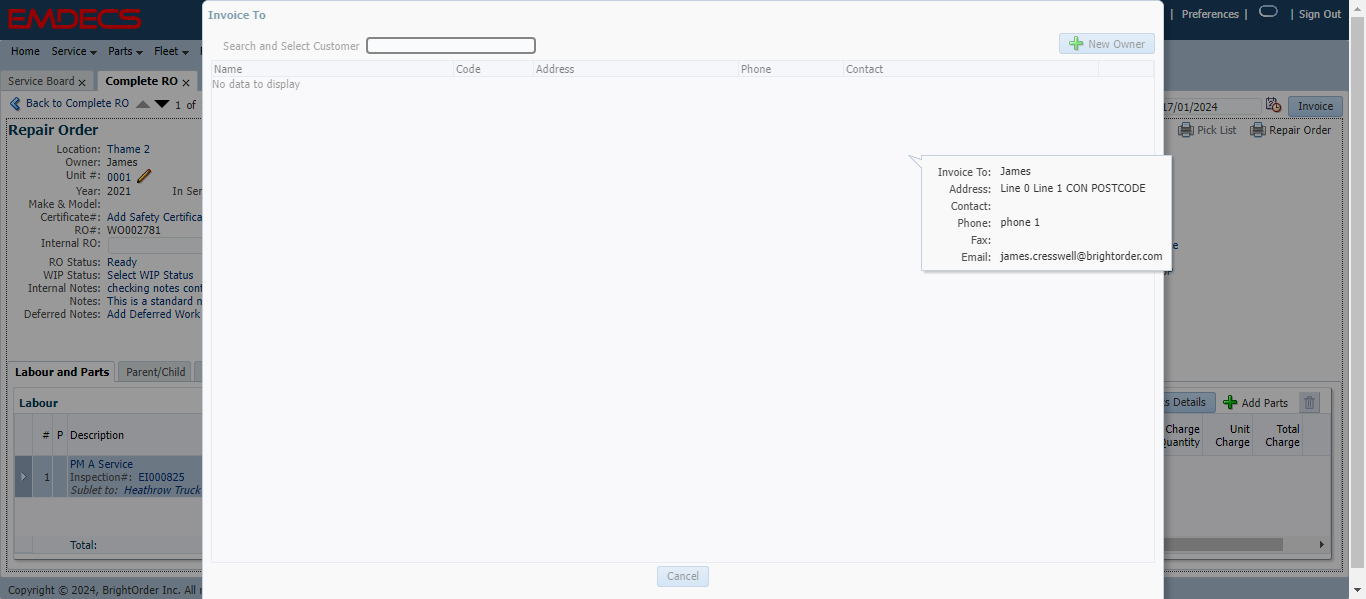 EMDECS
| Preferences | | Sign Out
Home Service Parts Fleet
Service Board x Complete RO x
Back to Complete RO 1 of
17/01/2024 Invoice
Pick List Repair Order
Repair Order
Location: Thame 2
Owner: James
Unit #: 0001
Year: 2021 In Ser
Make & Model:
Certificate#: Add Safety Certifica
RO#: WO002781
Internal RO:
RO Status: Ready
WIP Status: Select WIP Status
Internal Notes: checking notes cont
Notes: This is a standard n
Deferred Notes: Add Deferred Work
Labour and Parts Parent/Child
Labour
# P Description
1 PM A Service
Inspection#: EI000825
Sublet to: Heathrow Truck
Total:
Copyright © 2024, BrightOrder Inc. All r
Invoice To
Search and Select Customer
New Owner
Name Code Address Phone Contact
No data to display
Invoice To: James
Address: Line 0 Line 1 CON POSTCODE
Contact:
Phone: phone 1
Fax:
Email: james.cresswell@brightorder.com
Cancel
s Details Add Parts
Charge Quantity Unit Charge Total Charge